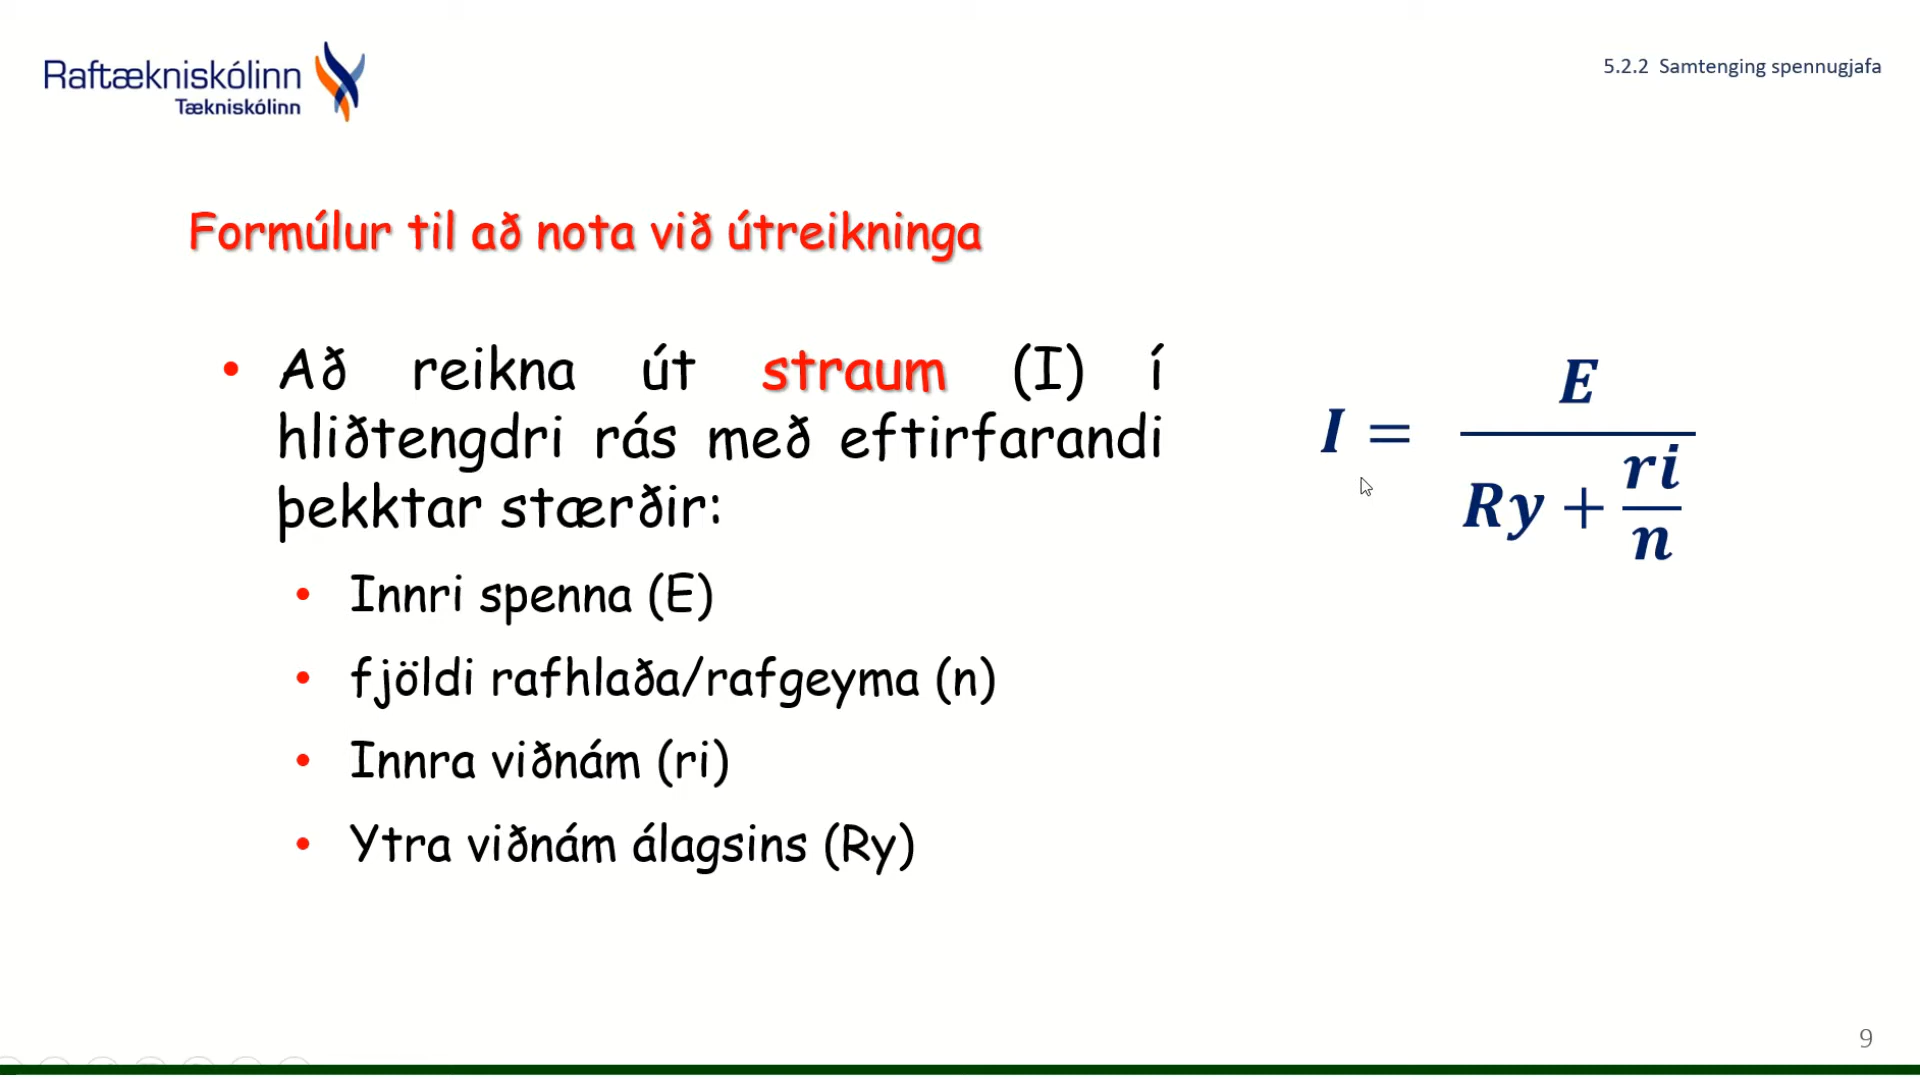 Raftækniskólinn
Tækniskólinn
5.2.2 Samtenging spennugjafa
Formúlur til að nota við útreikninga
• Að reikna út straum (I) í
hliðtengdri rás með eftirfarandi
þekktar stærðir:
• Innri spenna (E)
• fjöldi rafhlaða/rafgeyma (n)
• Innra viðnám (ri)
• Ytra viðnám álagsins (Ry)
I = E / (Ry + ri/n)
9